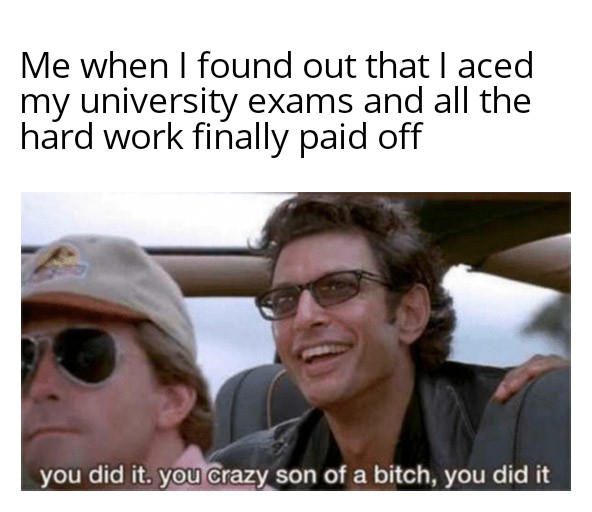 Me when I found out that I aced
my university exams and all the
hard work finally paid off
you did it. you crazy son of a bitch, you did it